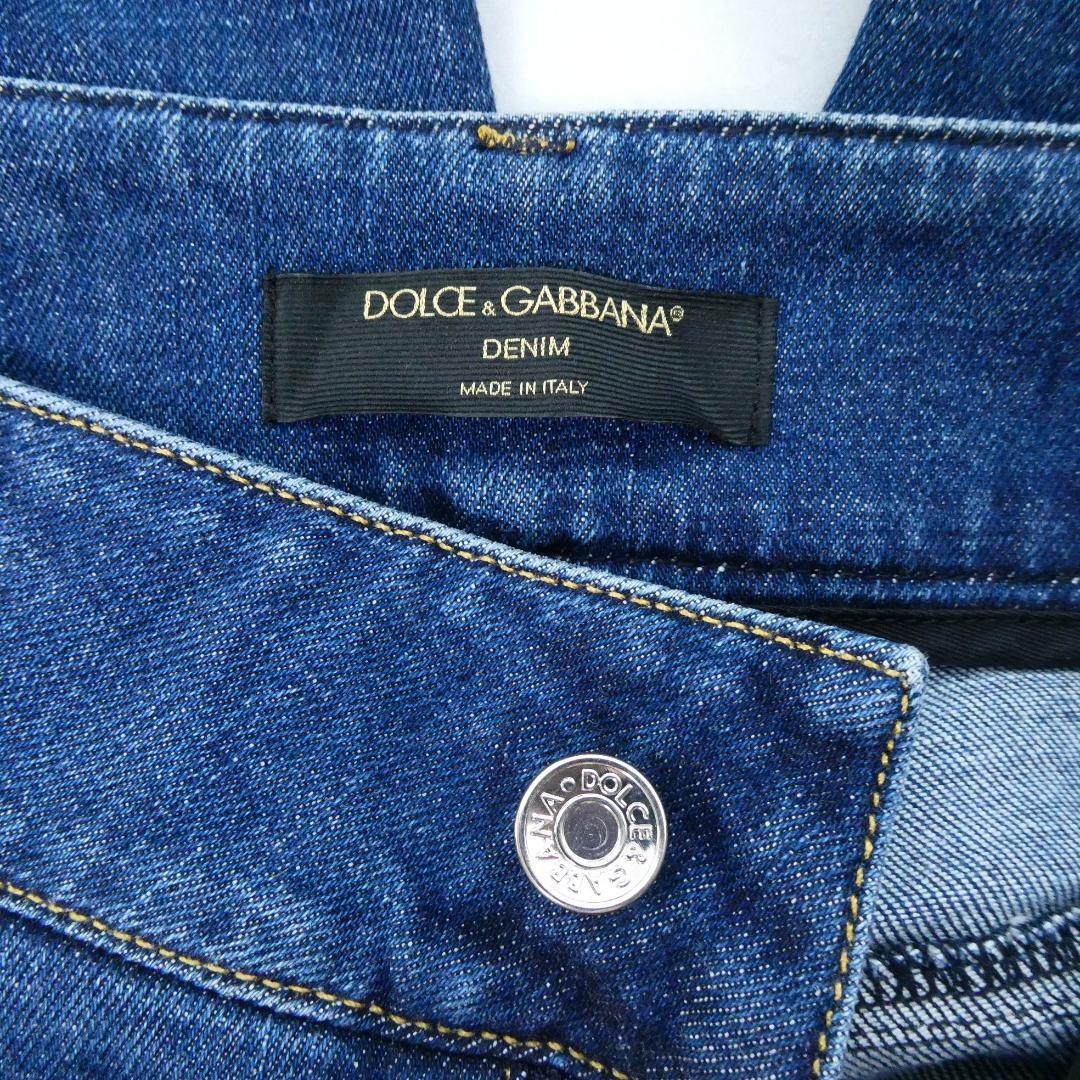 DOLCE & GABBANA®
DENIM
MADE IN ITALY
DOLCE & GABBANA